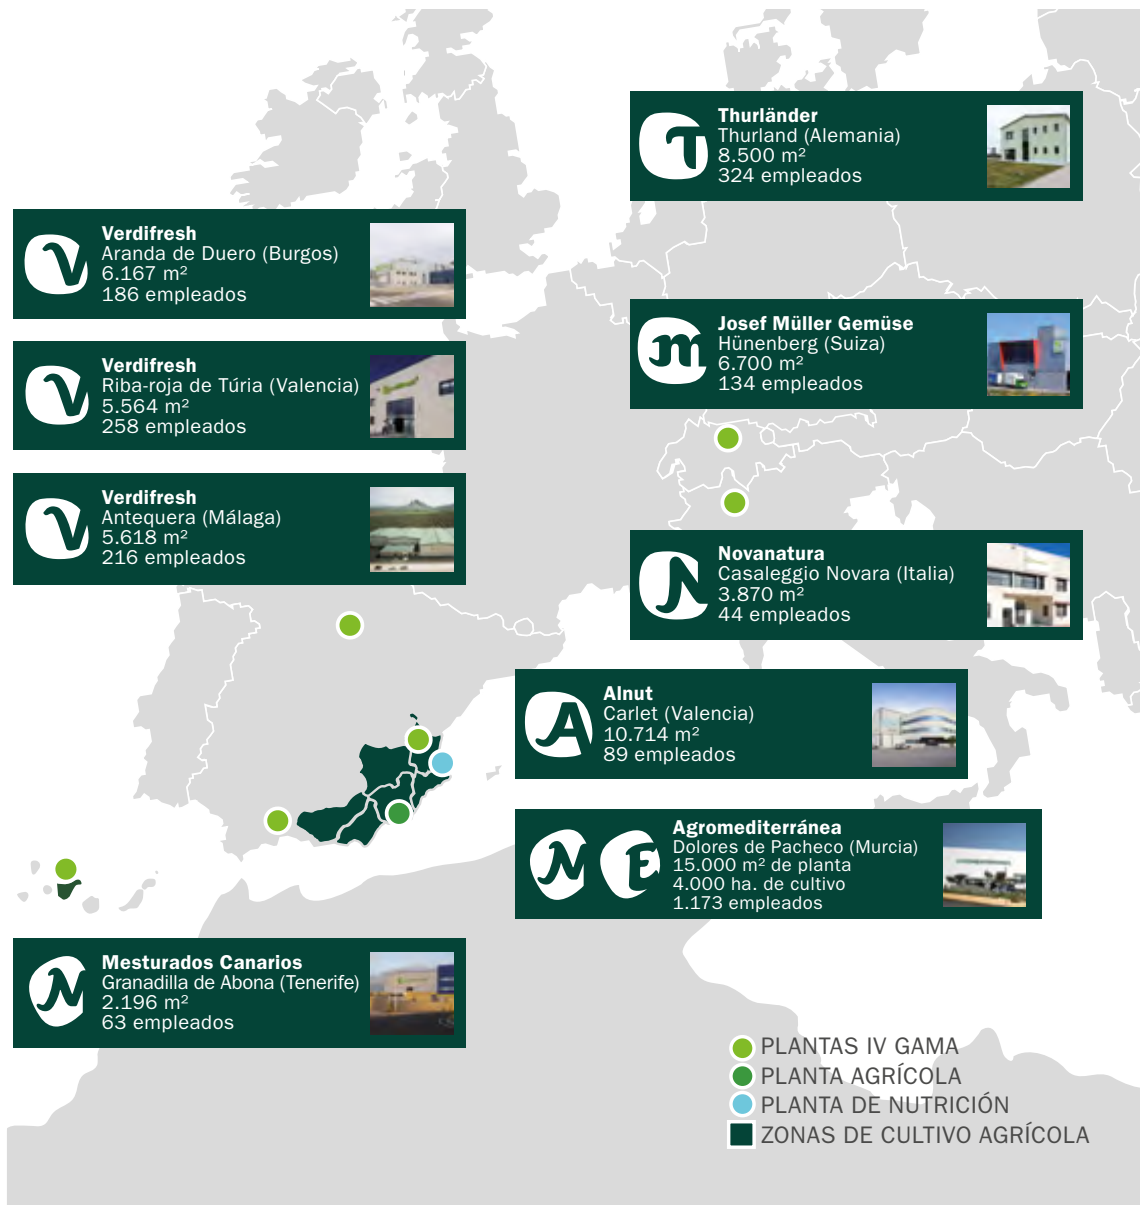 Thurländer
Thurland (Alemania)
8.500 m²
324 empleados
Verdifresh
Aranda de Duero (Burgos)
6.167 m²
186 empleados
Josef Müller Gemüse
Hünenberg (Suiza)
6.700 m²
134 empleados
Verdifresh
Riba-roja de Túria (Valencia)
5.564 m²
258 empleados
Verdifresh
Antequera (Málaga)
5.618 m²
216 empleados
Novanatura
Casaleggio Novara (Italia)
3.870 m²
44 empleados
Alnut
Carlet (Valencia)
10.714 m²
89 empleados
Agromediterránea
Dolores de Pacheco (Murcia)
15.000 m² de planta
4.000 ha. de cultivo
1.173 empleados
Mesturados Canarios
Granadilla de Abona (Tenerife)
2.196 m²
63 empleados
PLANTAS IV GAMA
PLANTA AGRÍCOLA
PLANTA DE NUTRICIÓN
ZONAS DE CULTIVO AGRÍCOLA